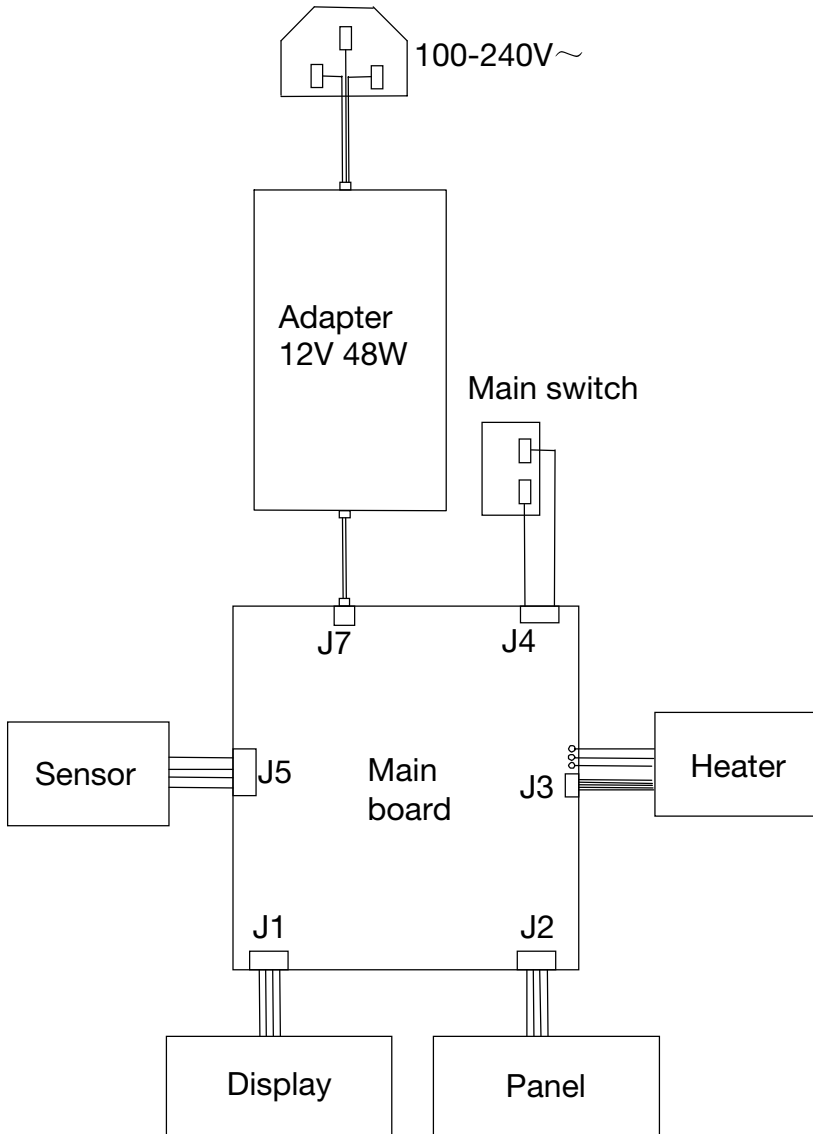 100-240V～
Adapter
12V 48W
Main switch
J7
J4
Sensor
J5
Main
board
J3
Heater
J1
J2
Display
Panel